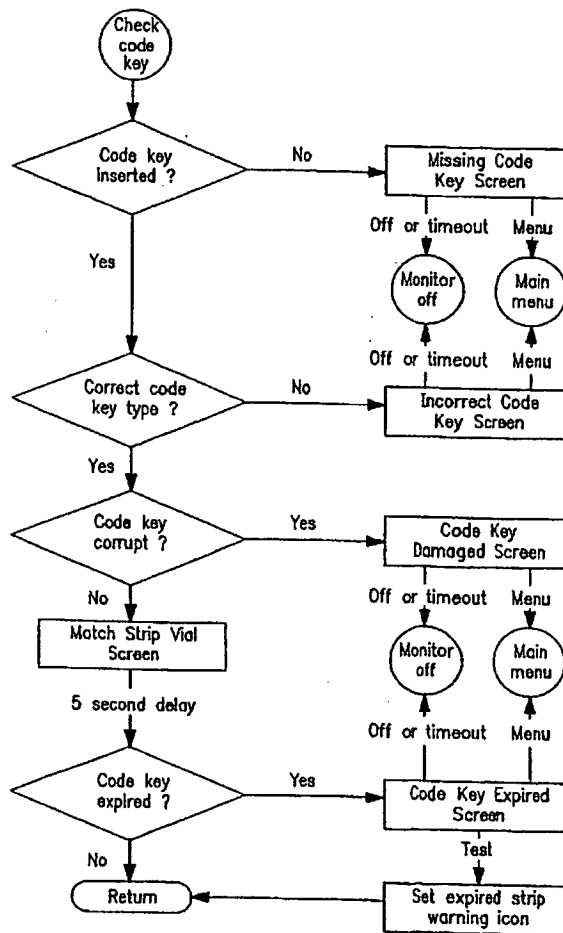 Check
code
key
Code key
inserted ?
No
Missing Code
Key Screen
Off or timeout
Menu
Yes
Monitor
off
Main
menu
Off or timeout
Menu
Correct code
key type ?
No
Incorrect Code
Key Screen
Yes
Code key
corrupt ?
Yes
Code Key
Damaged Screen
No
Off or timeout
Menu
Match Strip Vial
Screen
Monitor
off
Main
menu
5 second delay
Off or timeout
Menu
Code key
expired ?
Yes
Code Key Expired
Screen
Test
No
Return
Set expired strip
warning icon